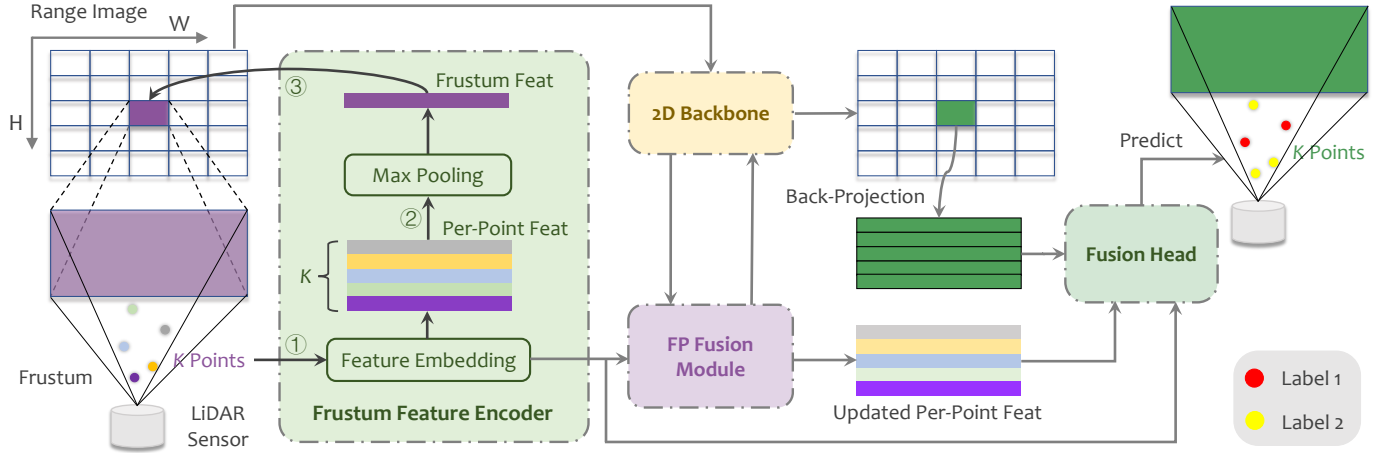 Range Image
W
H
Frustum
K Points
LiDAR
Sensor
③
Frustum Feat
Max Pooling
②
Per-Point Feat
K
①
Feature Embedding
Frustum Feature Encoder
2D Backbone
FP Fusion
Module
Back-Projection
Updated Per-Point Feat
Fusion Head
Predict
K Points
Label 1
Label 2